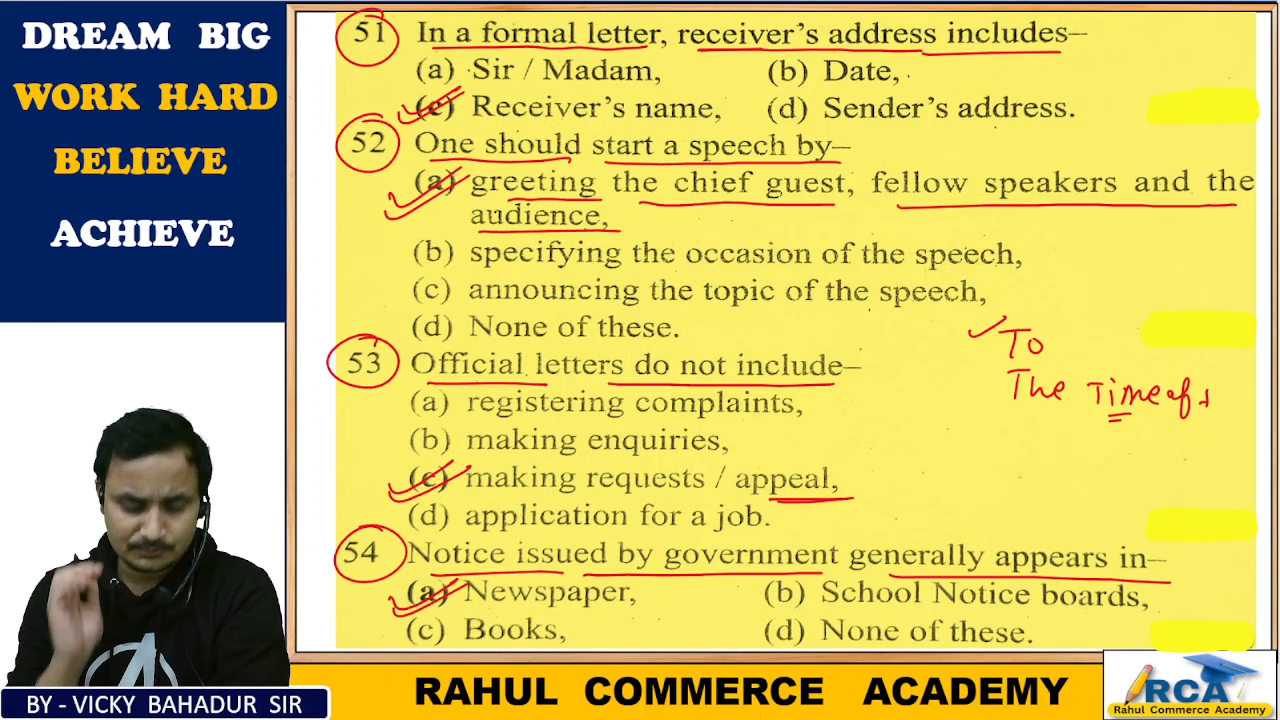 DREAM BIG
WORK HARD
BELIEVE
ACHIEVE
51 In a formal letter, receiver's address includes–
(a) Sir / Madam, (b) Date,
(c) Receiver's name, (d) Sender's address.
52 One should start a speech by–
(a) greeting the chief guest, fellow speakers and the
audience,
(b) specifying the occasion of the speech,
(c) announcing the topic of the speech,
(d) None of these.
To
53 Official letters do not include–
The Time of
(a) registering complaints,
(b) making enquiries,
(c) making requests / appeal,
(d) application for a job.
54 Notice issued by government generally appears in–
(a) Newspaper, (b) School Notice boards,
(c) Books, (d) None of these.
BY - VICKY BAHADUR SIR
RAHUL COMMERCE ACADEMY
RCA
Rahul Commerce Academy